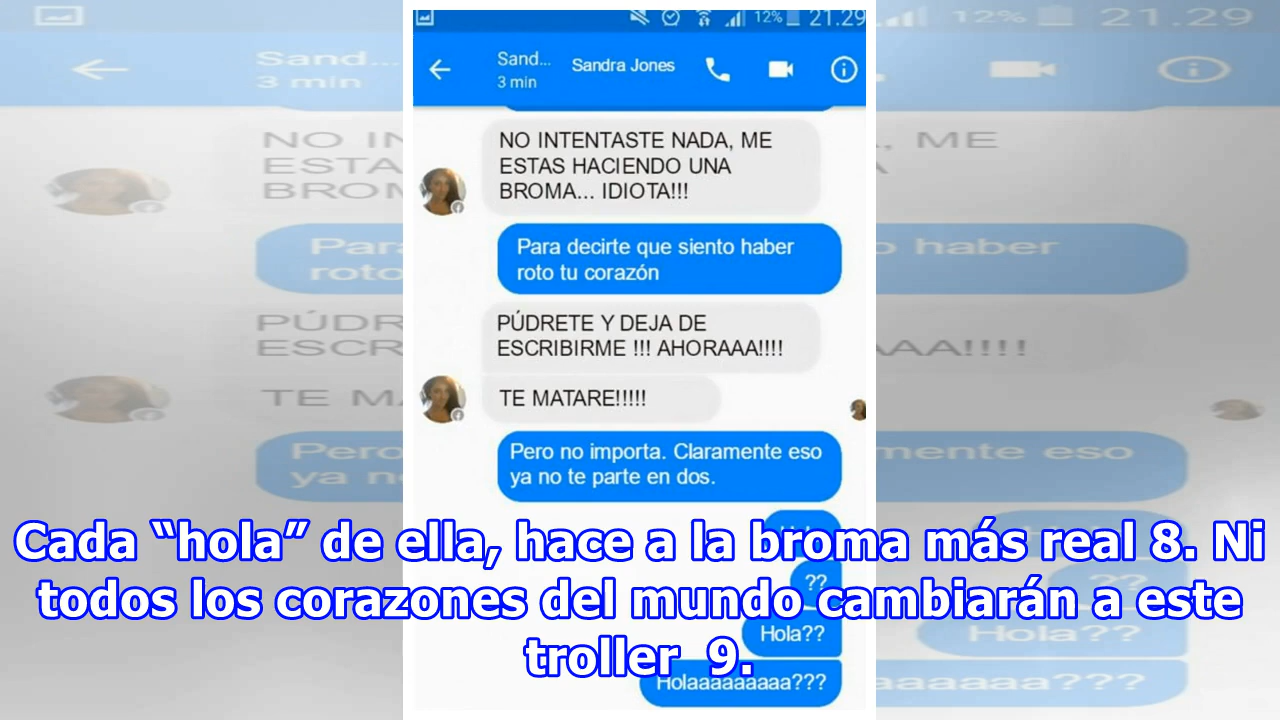 12% 21.29
Sand...
3 min
Sandra Jones
NO INTENTASTE NADA, ME
ESTAS HACIENDO UNA
BROMA... IDIOTA!!!
Para decirte que siento haber
roto tu corazón
PÚDRETE Y DEJA DE
ESCRIBIRME !!! AHORAAA!!!!
TE MATARE!!!!!
Pero no importa. Claramente eso
ya no te parte en dos.
??
Hola??
Holaaaaaaaaa???
Cada “hola” de ella, hace a la broma más real 8. Ni
todos los corazones del mundo cambiarán a este
troller 9.